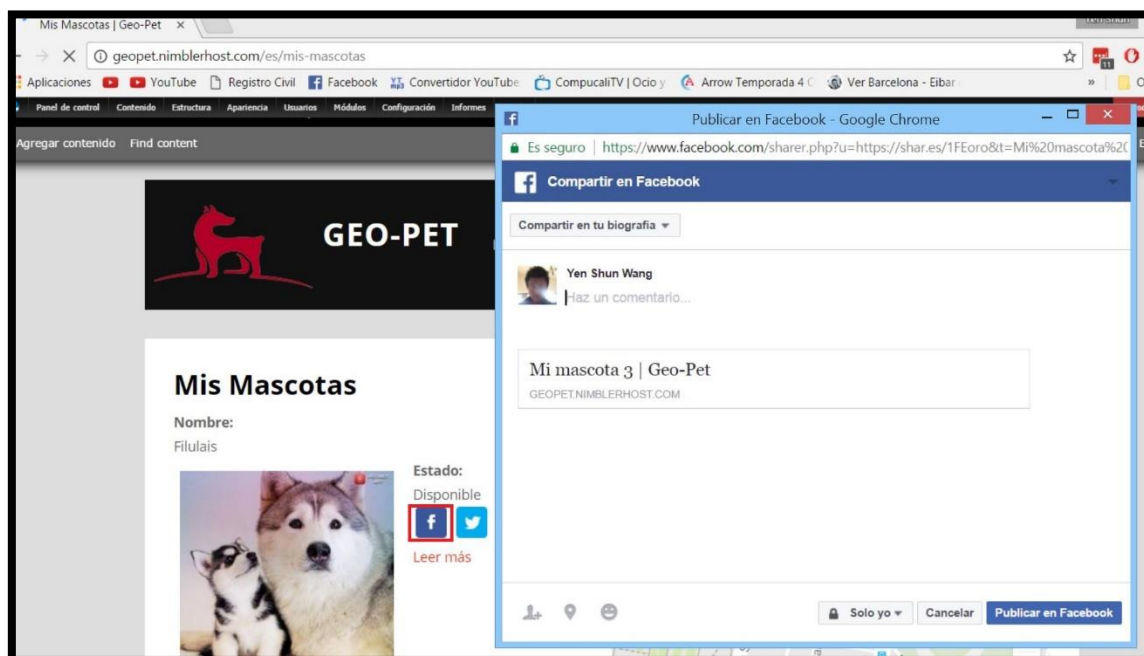 Mis Mascotas | Geo-Pet
Yen Shun
geopet.nimblerhost.com/es/mis-mascotas
11
Aplicaciones YouTube Registro Civil Facebook Convertidor YouTube CompucaliTV | Ocio y Arrow Temporada 4 C Ver Barcelona - Eibar »
Panel de control Contenido Estructura Apariencia Usuarios Módulos Configuración Informes
Agregar contenido Find content
GEO-PET
Mis Mascotas
Nombre:
Filulais
Estado:
Disponible
Leer más
Publicar en Facebook - Google Chrome
Es seguro | https://www.facebook.com/sharer.php?u=https://shar.es/1FEoro&t=Mi%20mascota%20
Compartir en Facebook
Compartir en tu biografía
Yen Shun Wang
Haz un comentario...
Mi mascota 3 | Geo-Pet
GEOPET.NIMBLERHOST.COM
Solo yo Cancelar Publicar en Facebook